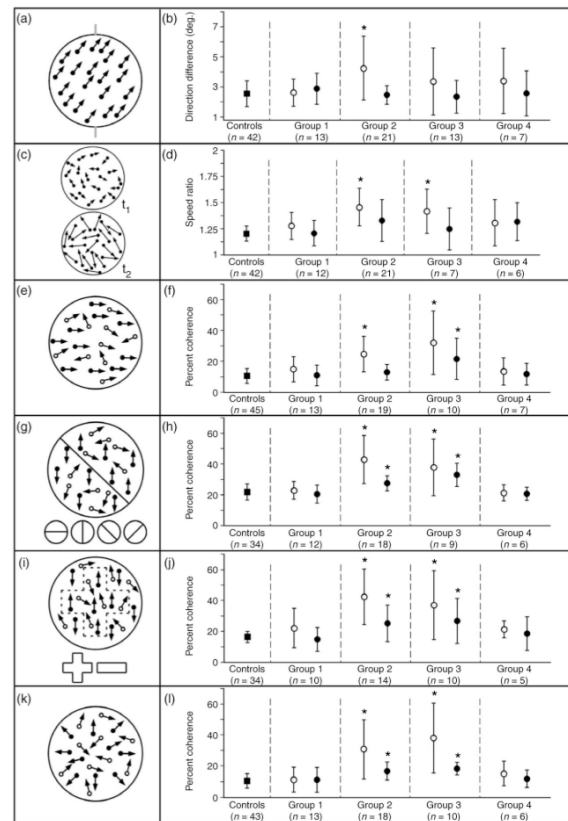 (a)
(b)
Direction difference (deg.)
7
5
3
1
Controls Group 1 Group 2 Group 3 Group 4
(n = 42) (n = 13) (n = 21) (n = 13) (n = 7)
*
(c)
t1
t2
(d)
Speed ratio
2
1.75
1.5
1.25
1
* *
Controls Group 1 Group 2 Group 3 Group 4
(n = 42) (n = 12) (n = 21) (n = 7) (n = 6)
(e)
(f)
Percent coherence
60
40
20
0
* * *
Controls Group 1 Group 2 Group 3 Group 4
(n = 45) (n = 13) (n = 19) (n = 10) (n = 7)
(g)
(h)
Percent coherence
60
40
20
0
* * * *
Controls Group 1 Group 2 Group 3 Group 4
(n = 34) (n = 12) (n = 18) (n = 9) (n = 6)
(i)
(j)
Percent coherence
60
40
20
0
* * * *
Controls Group 1 Group 2 Group 3 Group 4
(n = 34) (n = 10) (n = 14) (n = 10) (n = 5)
(k)
(l)
Percent coherence
60
40
20
0
* * * *
Controls Group 1 Group 2 Group 3 Group 4
(n = 43) (n = 13) (n = 18) (n = 10) (n = 6)